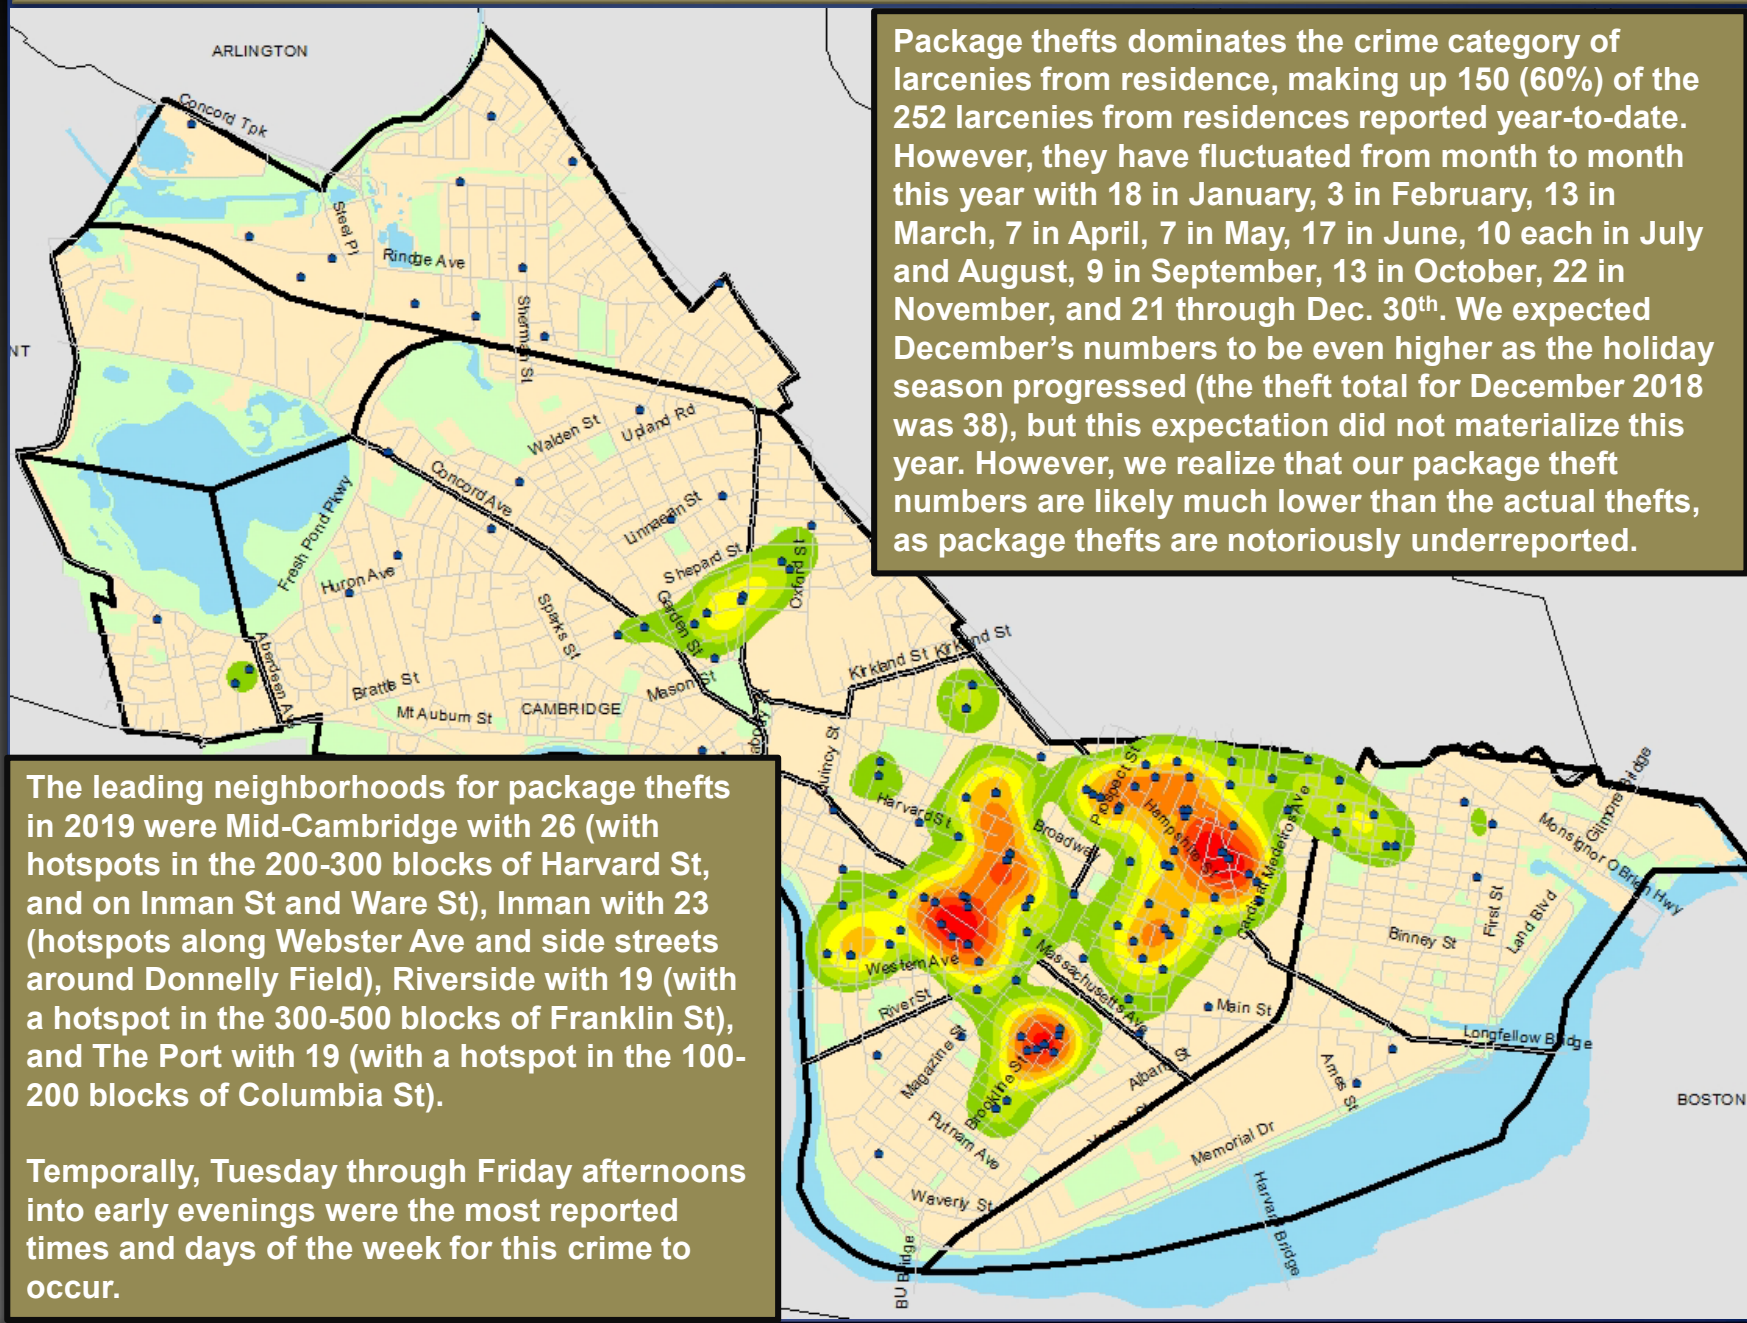 ARLINGTON
Concord Tpk
Steel Pl
Rindge Ave
Sherman St
NT
Walden St
Upland Rd
Concord Ave
Linnaean St
Fresh Pond Pkwy
Shepard St
Oxford St
Huron Ave
Garden St
Sparks St
Aberdeen Av
Kirkland St
Kirkland St
Brattle St
Mason St
Mt Auburn St
CAMBRIDGE
Package thefts dominates the crime category of
larcenies from residence, making up 150 (60%) of the
252 larcenies from residences reported year-to-date.
However, they have fluctuated from month to month
this year with 18 in January, 3 in February, 13 in
March, 7 in April, 7 in May, 17 in June, 10 each in July
and August, 9 in September, 13 in October, 22 in
November, and 21 through Dec. 30th. We expected
December’s numbers to be even higher as the holiday
season progressed (the theft total for December 2018
was 38), but this expectation did not materialize this
year. However, we realize that our package theft
numbers are likely much lower than the actual thefts,
as package thefts are notoriously underreported.
The leading neighborhoods for package thefts
in 2019 were Mid-Cambridge with 26 (with
hotspots in the 200-300 blocks of Harvard St,
and on Inman St and Ware St), Inman with 23
(hotspots along Webster Ave and side streets
around Donnelly Field), Riverside with 19 (with
a hotspot in the 300-500 blocks of Franklin St),
and The Port with 19 (with a hotspot in the 100-
200 blocks of Columbia St).
Temporally, Tuesday through Friday afternoons
into early evenings were the most reported
times and days of the week for this crime to
occur.
Quincy St
Harvard St
Broadway
Prospect St
Hampshire St
Cardinal Medeiros Ave
Gilmore Bridge
Monsignor O'Brien Hwy
First St
Land Blvd
Binney St
Western Ave
River St
Massachusetts Ave
Main St
Longfellow Bridge
Magazine St
Brookline St
Albany St
Ames St
BOSTON
Putnam Ave
Memorial Dr
Waverly St
Harvard Bridge
BU Bridge